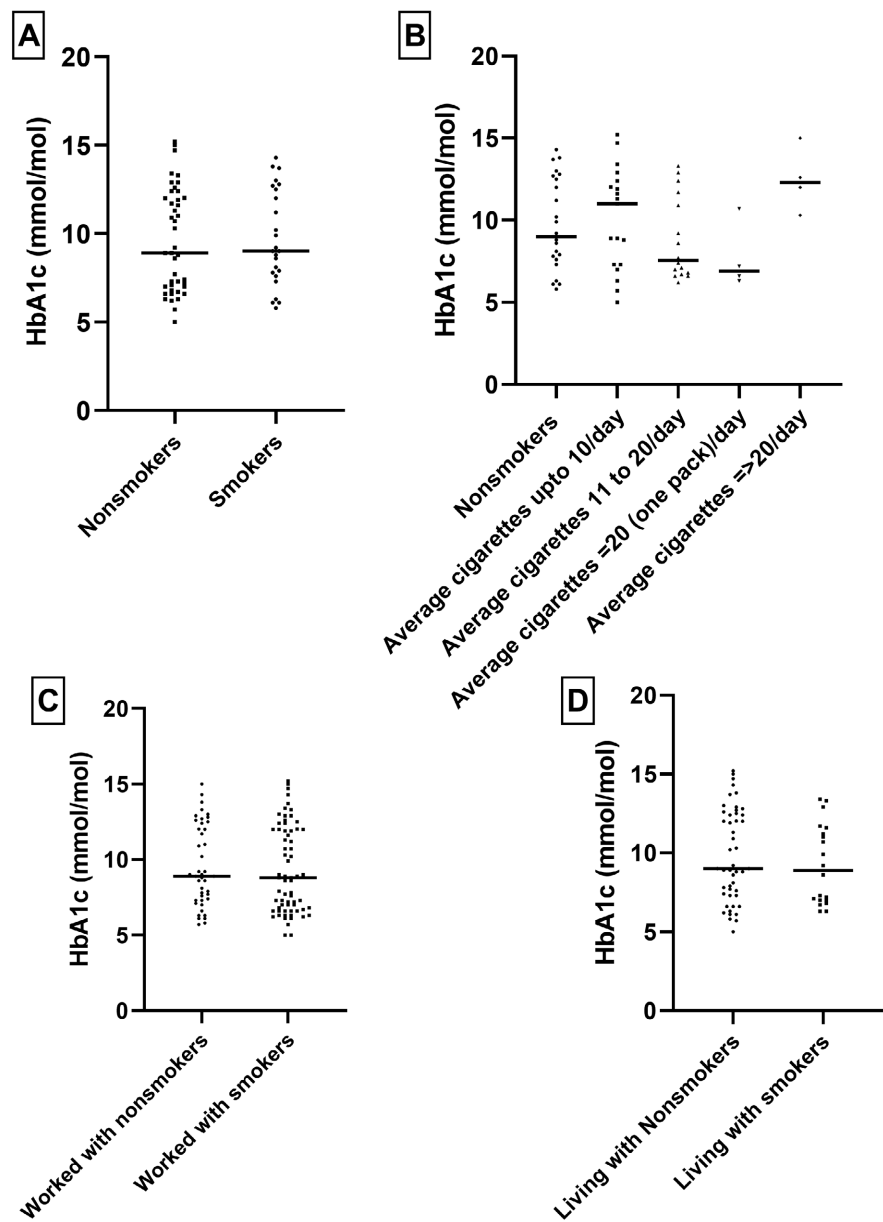 A
HbA1c (mmol/mol)
20
15
10
5
0
Nonsmokers
Smokers
B
HbA1c (mmol/mol)
20
15
10
5
0
Nonsmokers
Average cigarettes upto 10/day
Average cigarettes 11 to 20/day
Average cigarettes =20 (one pack)/day
Average cigarettes =>20/day
C
HbA1c (mmol/mol)
20
15
10
5
0
Worked with nonsmokers
Worked with smokers
D
HbA1c (mmol/mol)
20
15
10
5
0
Living with Nonsmokers
Living with smokers